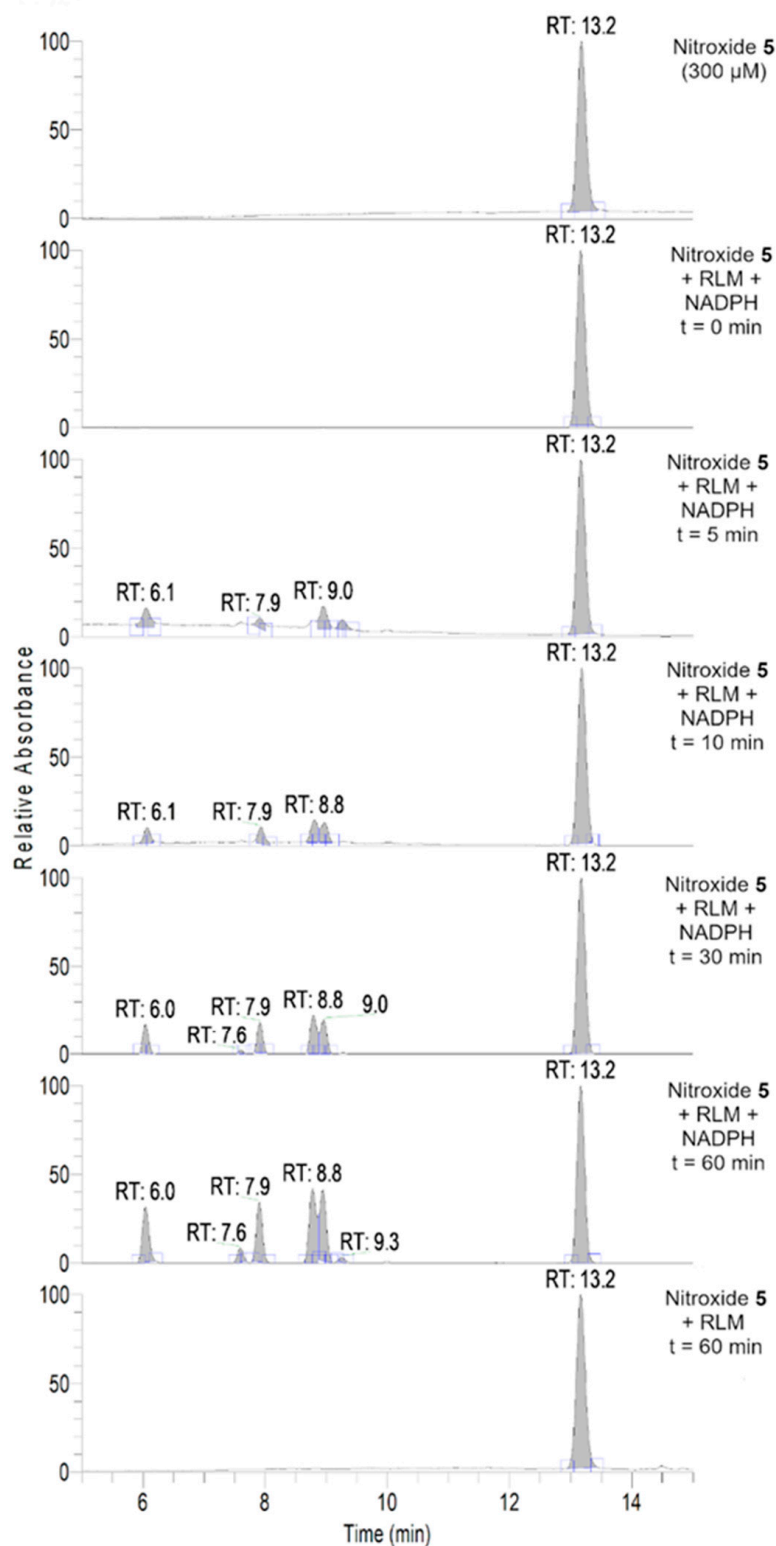 RT: 13.2
100
50
0
Nitroxide 5
(300 µM)
RT: 13.2
100
50
0
Nitroxide 5
+ RLM +
NADPH
t = 0 min
RT: 13.2
100
50
0
RT: 6.1
RT: 7.9
RT: 9.0
Nitroxide 5
+ RLM +
NADPH
t = 5 min
RT: 13.2
100
50
0
RT: 6.1
RT: 7.9
RT: 8.8
Nitroxide 5
+ RLM +
NADPH
t = 10 min
RT: 13.2
100
50
0
RT: 6.0
RT: 7.6
RT: 7.9
RT: 8.8
9.0
Nitroxide 5
+ RLM +
NADPH
t = 30 min
RT: 13.2
100
50
0
RT: 6.0
RT: 7.6
RT: 7.9
RT: 8.8
RT: 9.3
Nitroxide 5
+ RLM +
NADPH
t = 60 min
RT: 13.2
100
50
0
Nitroxide 5
+ RLM
t = 60 min
6 8 10 12 14
Time (min)
Relative Absorbance